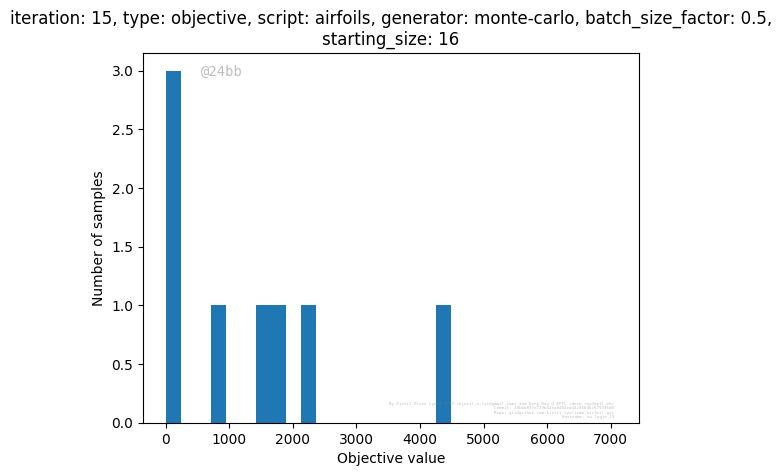 iteration: 15, type: objective, script: airfoils, generator: monte-carlo, batch_size_factor: 0.5,
starting_size: 16
@24bb
3.0
2.5
2.0
1.5
1.0
0.5
0.0
Number of samples
0 1000 2000 3000 4000 5000 6000 7000
Objective value